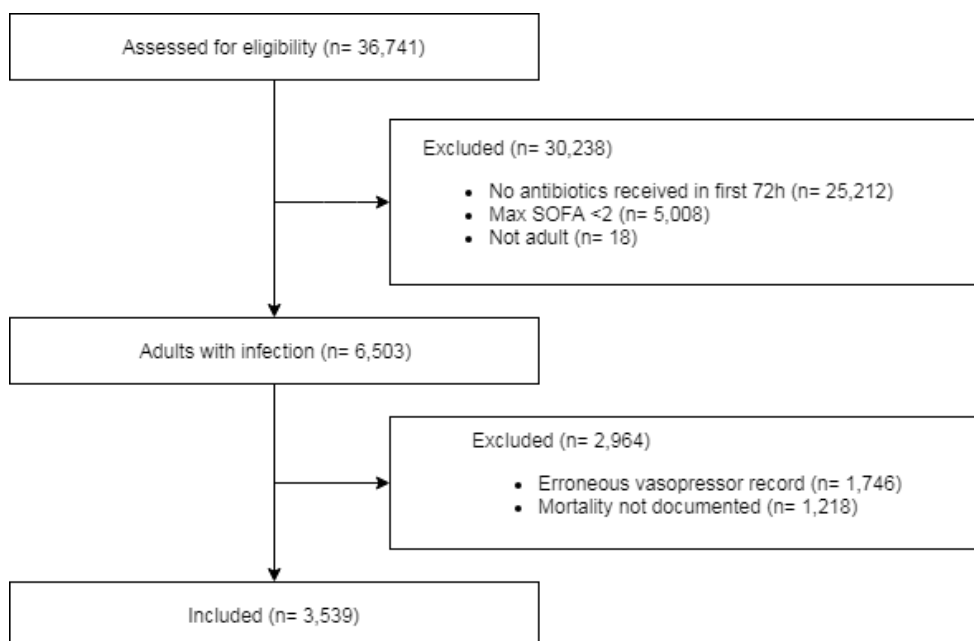 Assessed for eligibility (n= 36,741)
Excluded (n= 30,238)
• No antibiotics received in first 72h (n= 25,212)
• Max SOFA <2 (n= 5,008)
• Not adult (n= 18)
Adults with infection (n= 6,503)
Excluded (n= 2,964)
• Erroneous vasopressor record (n= 1,746)
• Mortality not documented (n= 1,218)
Included (n= 3,539)